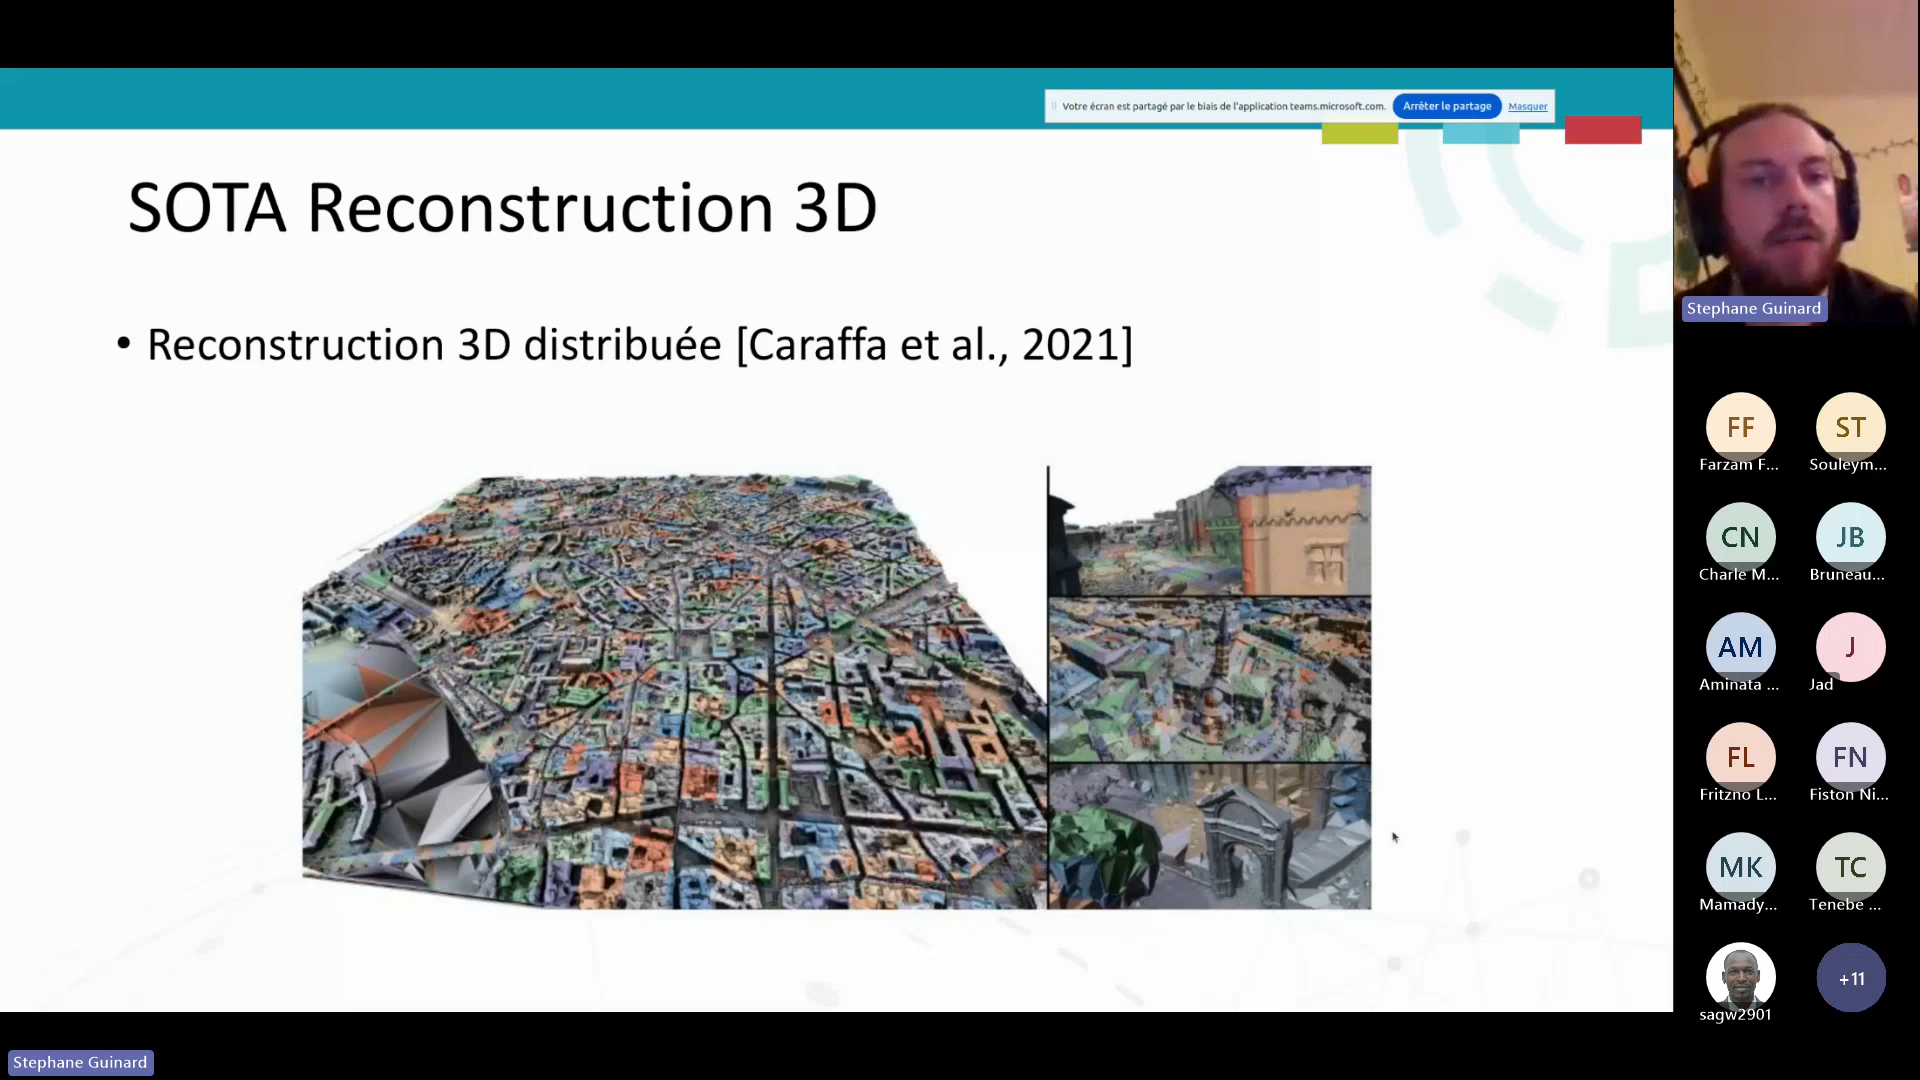 Votre écran est partagé par le biais de l'application teams.microsoft.com.
Arrêter le partage
Masquer
SOTA Reconstruction 3D
• Reconstruction 3D distribuée [Caraffa et al., 2021]
Stephane Guinard
FF
Farzam F...
ST
Souleym...
CN
Charle M...
JB
Bruneau...
AM
Aminata ...
J
Jad
FL
Fritzno L...
FN
Fiston Ni...
MK
Mamady...
TC
Tenebe ...
sagw2901
+11
Stephane Guinard